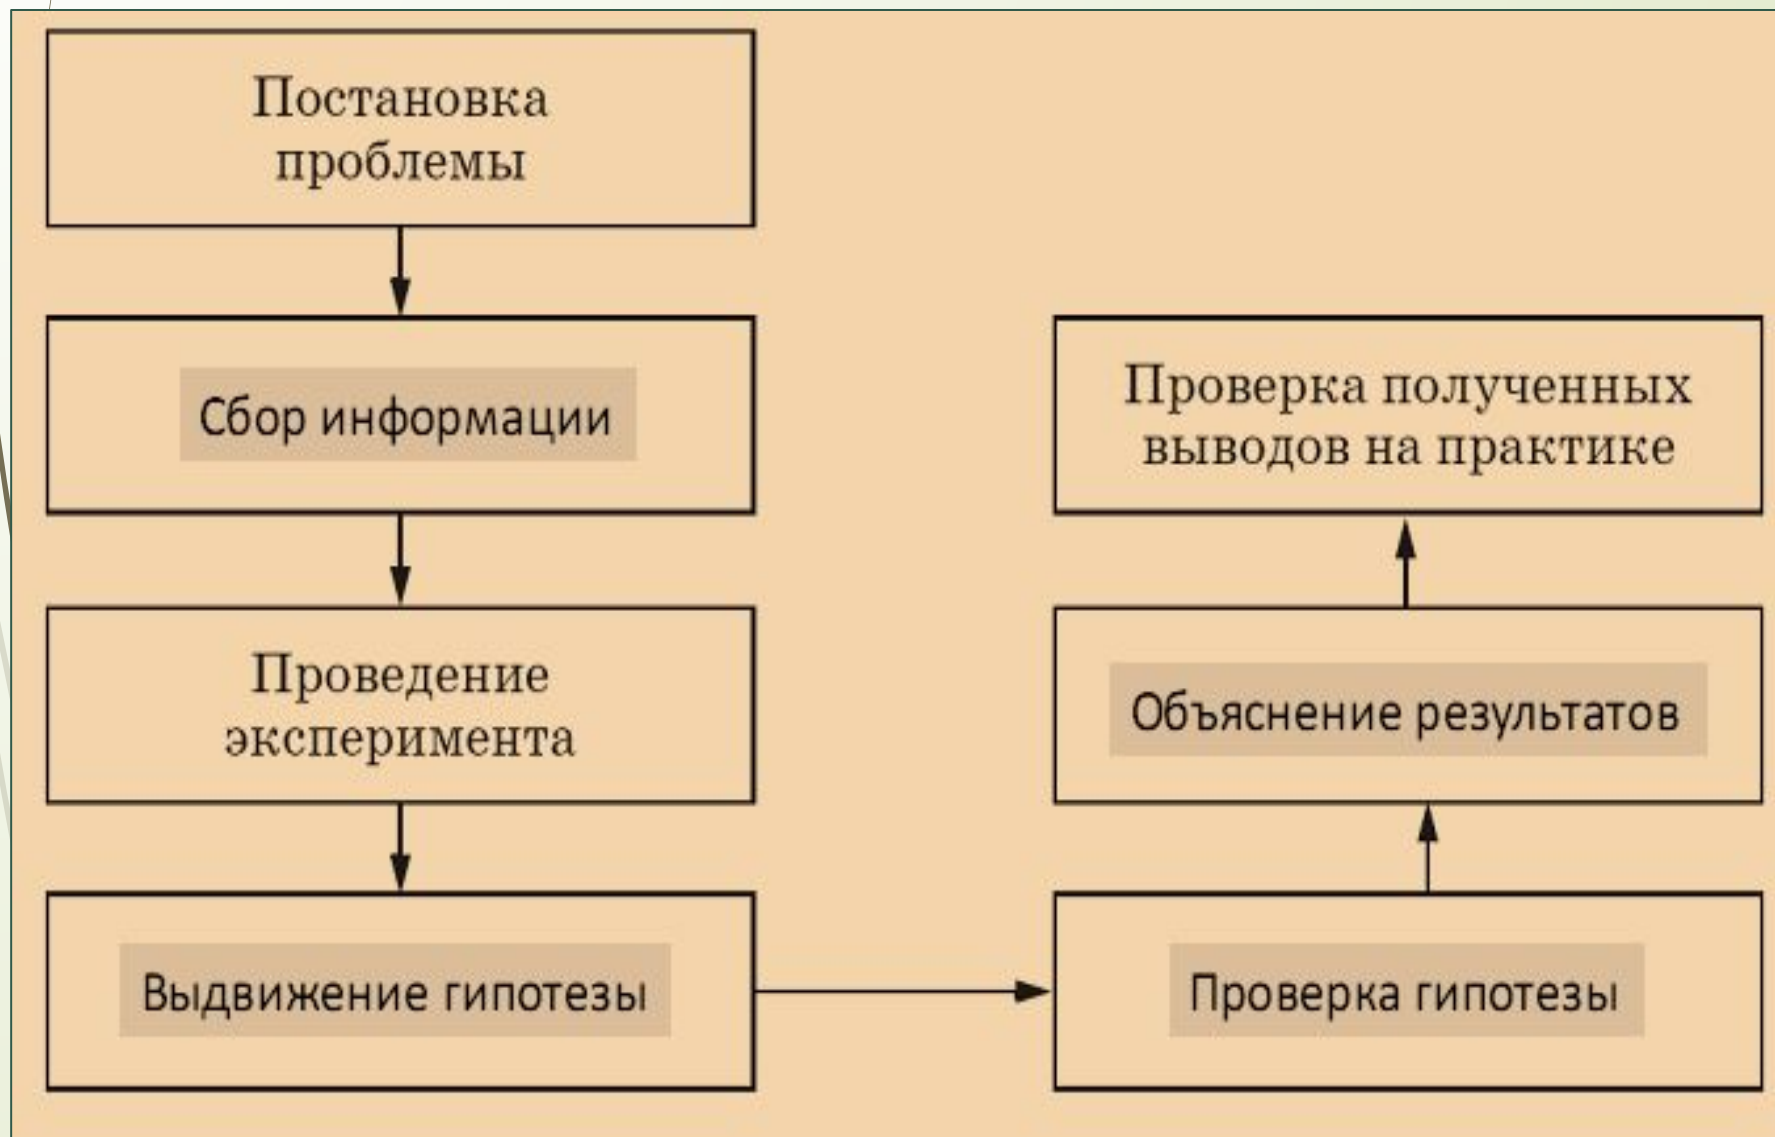 Постановка
проблемы
Сбор информации
Проведение
эксперимента
Выдвижение гипотезы
Проверка гипотезы
Объяснение результатов
Проверка полученных
выводов на практике